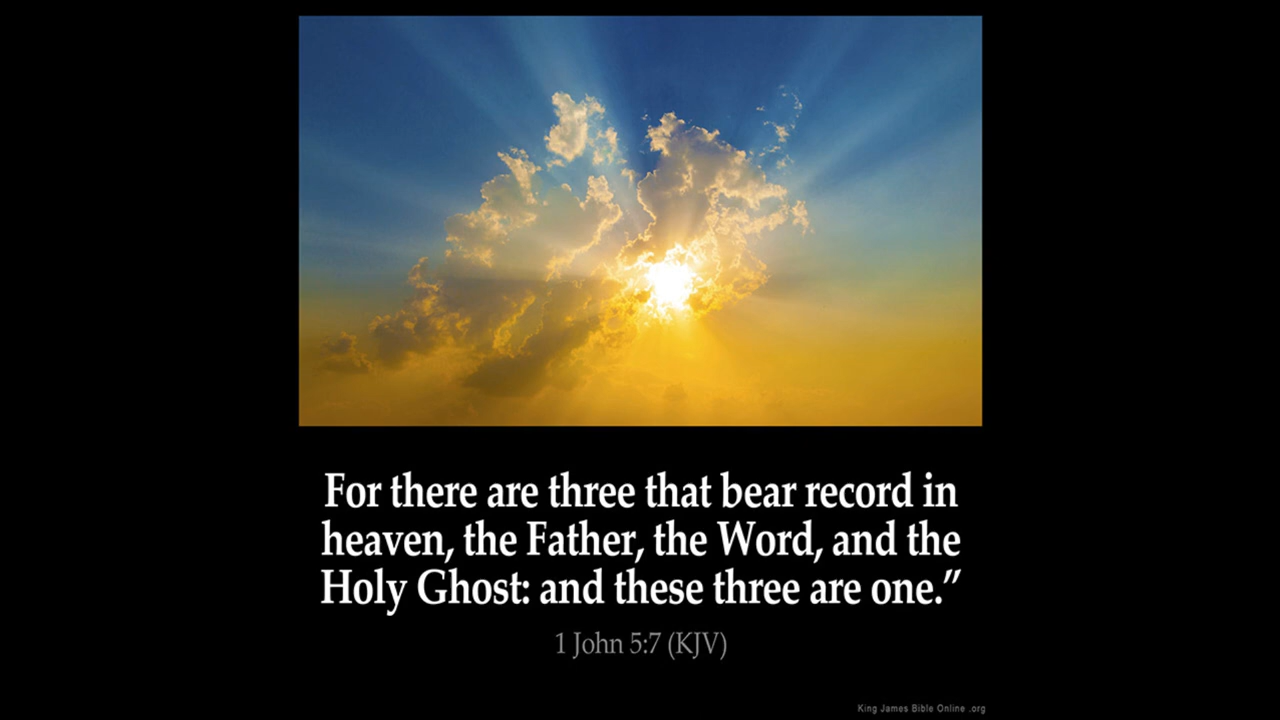 For there are three that bear record in
heaven, the Father, the Word, and the
Holy Ghost: and these three are one.”
1 John 5:7 (KJV)
King James Bible Online .org